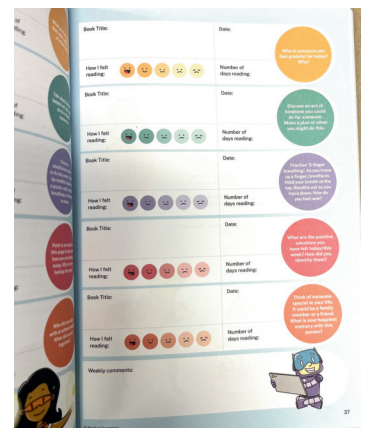 Book Title:
Date:
Who is someone you
feel grateful for today?
Why?
How I felt
reading:
Number of
days reading:
Book Title:
Date:
Discuss an act of
kindness you could
do for someone.
Make a plan of when
you might do this.
How I felt
reading:
Number of
days reading:
Book Title:
Date:
Practise '5 finger
breathing'. As you trace
up a finger, breathe in.
Hold your breath at the
top. Breathe out as you
trace down. How do
you feel now?
How I felt
reading:
Number of
days reading:
Book Title:
Date:
What are the positive
emotions you
have felt today/this
week? How did you
identify them?
How I felt
reading:
Number of
days reading:
Book Title:
Date:
Think of someone
special in your life.
It could be a family
member or a friend.
What is your happiest
memory with this
person?
How I felt
reading:
Number of
days reading:
Weekly comments:
37